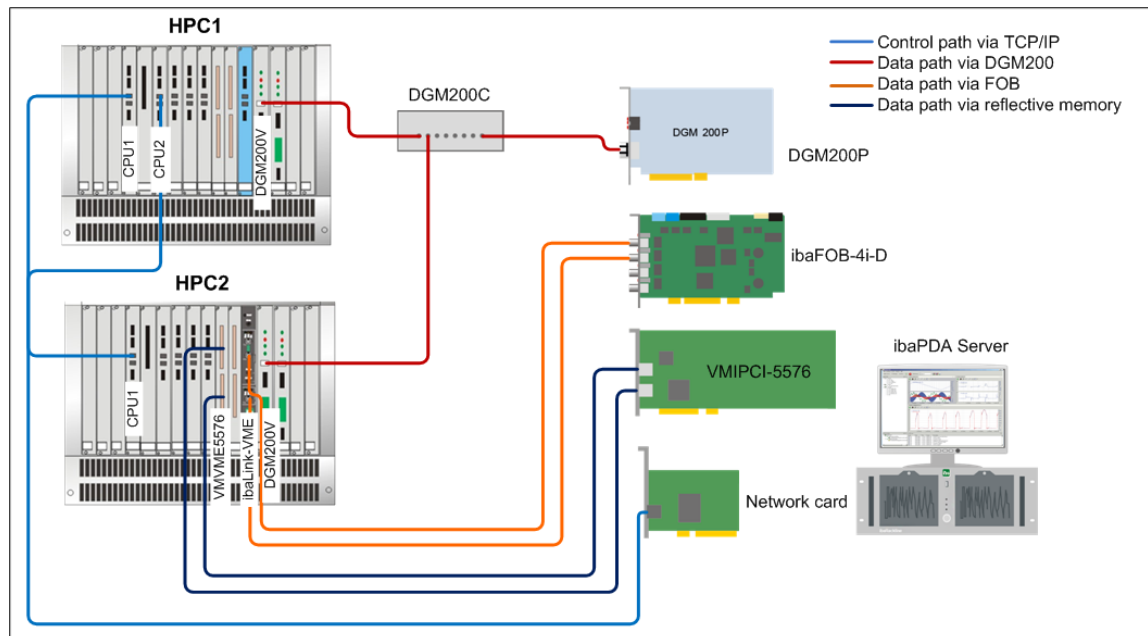 HPC1
Control path via TCP/IP
Data path via DGM200
Data path via FOB
Data path via reflective memory
DGM200C
DGM 200P
DGM200P
CPU1
CPU2
DGM200V
ibaFOB-4i-D
HPC2
VMIPCI-5576
ibaPDA Server
CPU1
VMVME5576
ibaLink-VME
DGM200V
Network card